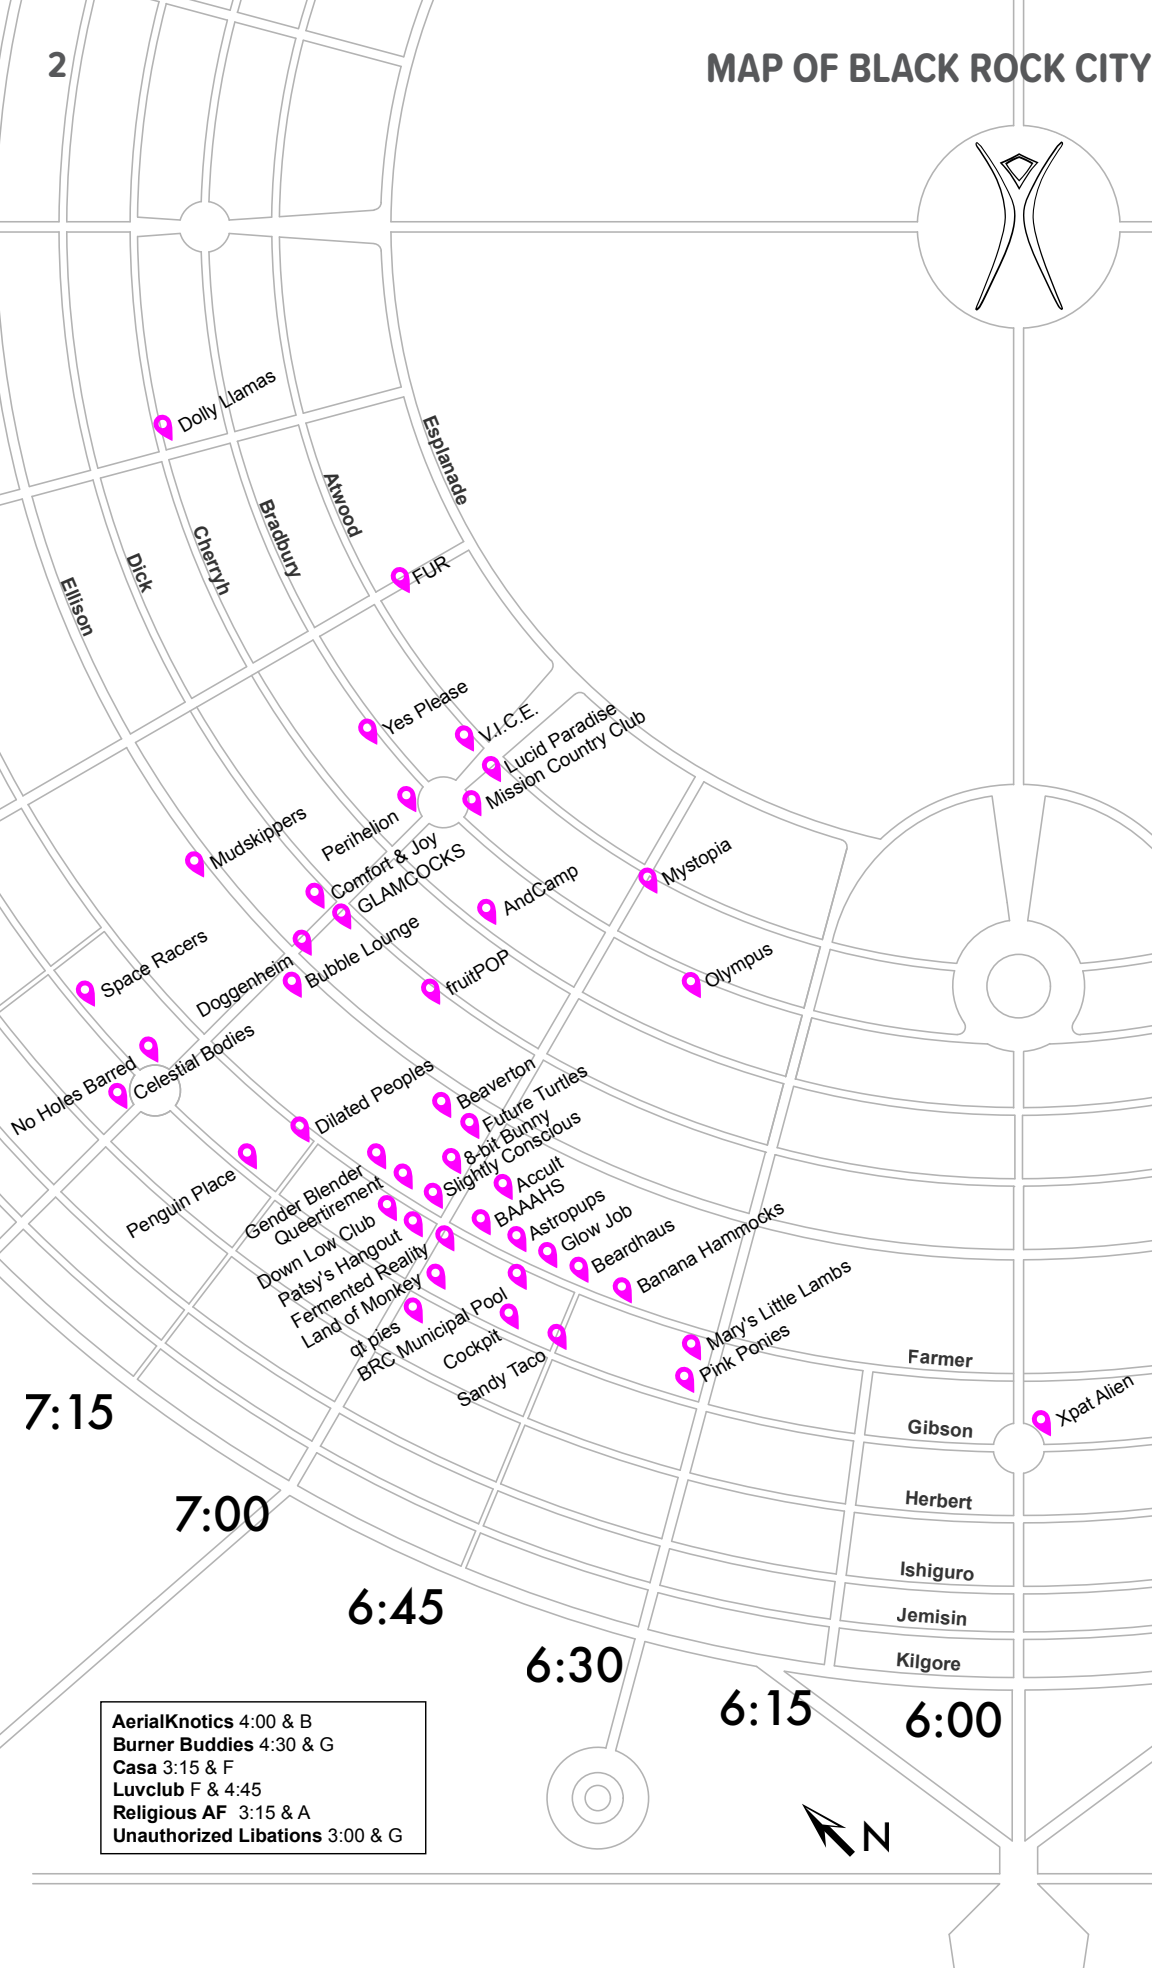 2
MAP OF BLACK ROCK CITY
Dolly Llamas
Esplanade
Atwood
Bradbury
Cherryh
Dick
Ellison
FUR
Yes Please
V.I.C.E.
Lucid Paradise
Mission Country Club
Perihelion
Mudskippers
Comfort & Joy
GLAMCOCKS
Mystopia
AndCamp
Space Racers
Doggenheim
Bubble Lounge
fruitPOP
Olympus
No Holes Barred
Celestial Bodies
Dilated Peoples
Beaverton
Future Turtles
8-bit Bunny
Slightly Conscious
Penguin Place
Gender Blender
Queertirement
Accult
BAAAHS
Astropups
Glow Job
Beardhaus
Banana Hammocks
Down Low Club
Patsy's Hangout
Fermented Reality
Land of Monkey
qt pies
BRC Municipal Pool
Cockpit
Sandy Taco
Mary's Little Lambs
Pink Ponies
Xpat Alien
Farmer
Gibson
Herbert
Ishiguro
Jemisin
Kilgore
7:15
7:00
6:45
6:30
6:15
6:00
AerialKnotics 4:00 & B
Burner Buddies 4:30 & G
Casa 3:15 & F
Luvclub F & 4:45
Religious AF 3:15 & A
Unauthorized Libations 3:00 & G
N